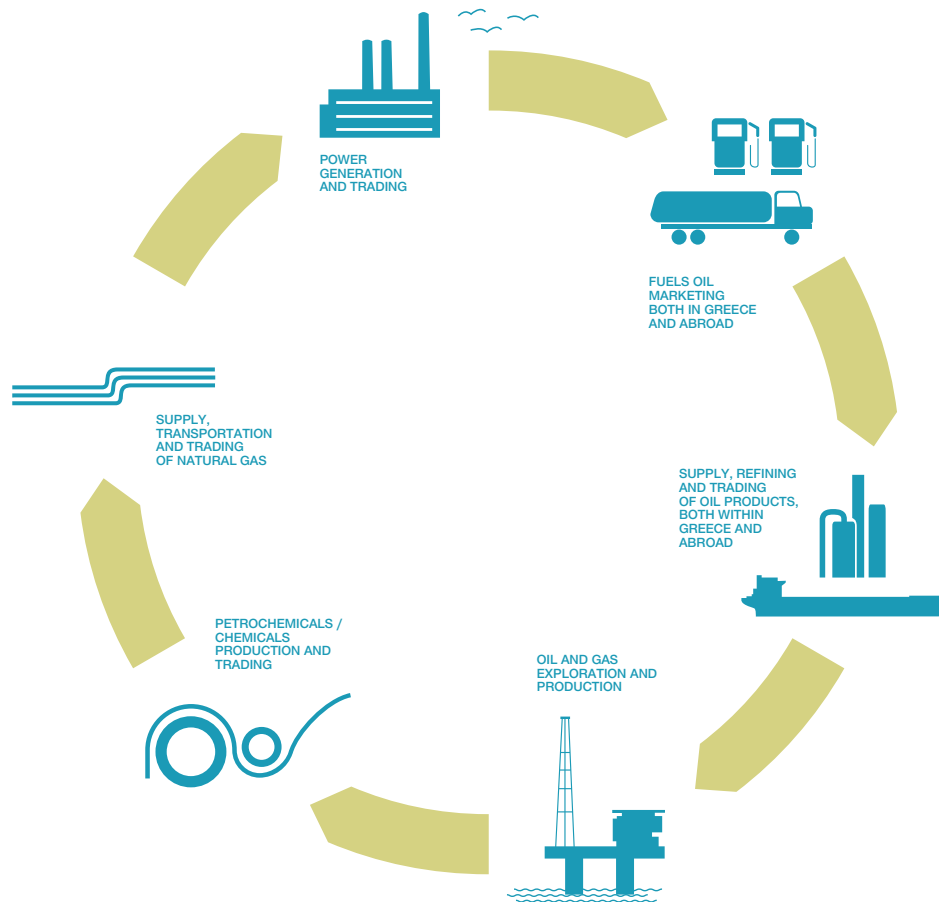 POWER
GENERATION
AND TRADING
FUELS OIL
MARKETING
BOTH IN GREECE
AND ABROAD
SUPPLY,
TRANSPORTATION
AND TRADING
OF NATURAL GAS
SUPPLY, REFINING
AND TRADING
OF OIL PRODUCTS,
BOTH WITHIN
GREECE AND
ABROAD
PETROCHEMICALS /
CHEMICALS
PRODUCTION AND
TRADING
OIL AND GAS
EXPLORATION AND
PRODUCTION